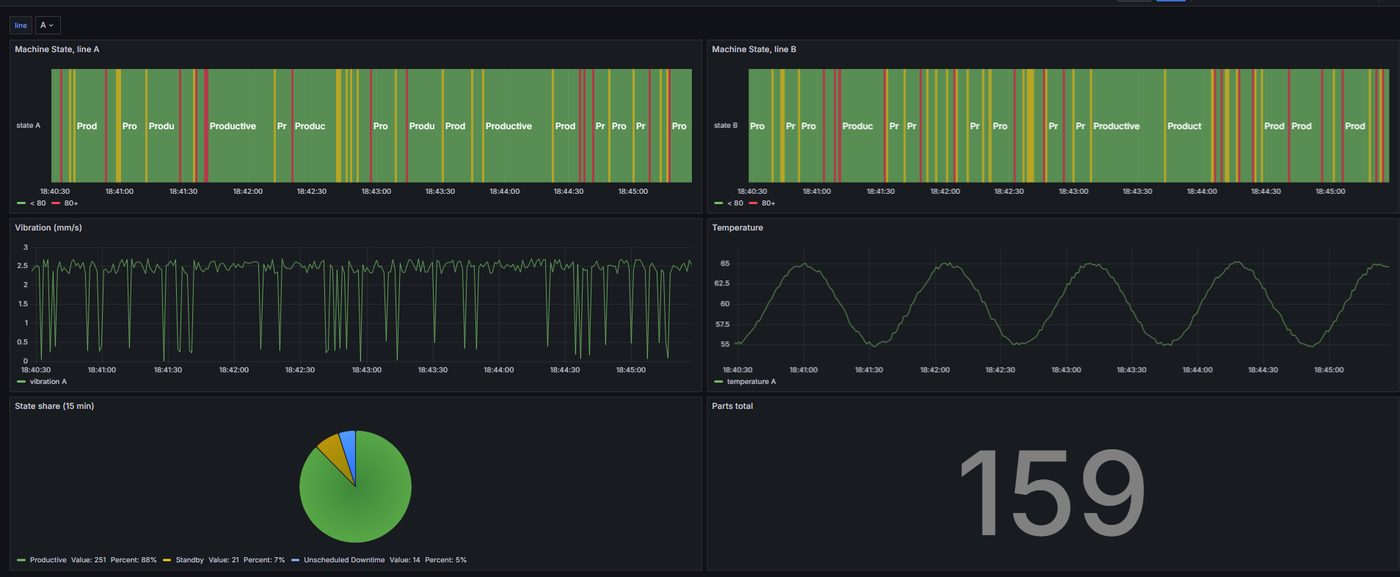 line A
Machine State, line A
state A
Prod Pro Produ Productive Pr Produc Pro Produ Prod Productive Prod Pr Pro Pr Pro
18:40:30 18:41:00 18:41:30 18:42:00 18:42:30 18:43:00 18:43:30 18:44:00 18:44:30 18:45:00
< 80 80+
Machine State, line B
state B
Pro Pr Pro Produc Pr Pr Pr Pro Pr Pr Productive Product Prod Prod Prod
18:40:30 18:41:00 18:41:30 18:42:00 18:42:30 18:43:00 18:43:30 18:44:00 18:44:30 18:45:00
< 80 80+
Vibration (mm/s)
3
2.5
2
1.5
1
0.5
0
18:40:30 18:41:00 18:41:30 18:42:00 18:42:30 18:43:00 18:43:30 18:44:00 18:44:30 18:45:00
vibration A
Temperature
65
62.5
60
57.5
55
18:40:30 18:41:00 18:41:30 18:42:00 18:42:30 18:43:00 18:43:30 18:44:00 18:44:30 18:45:00
temperature A
State share (15 min)
Productive Value: 251 Percent: 88% Standby Value: 21 Percent: 7% Unscheduled Downtime Value: 14 Percent: 5%
Parts total
159